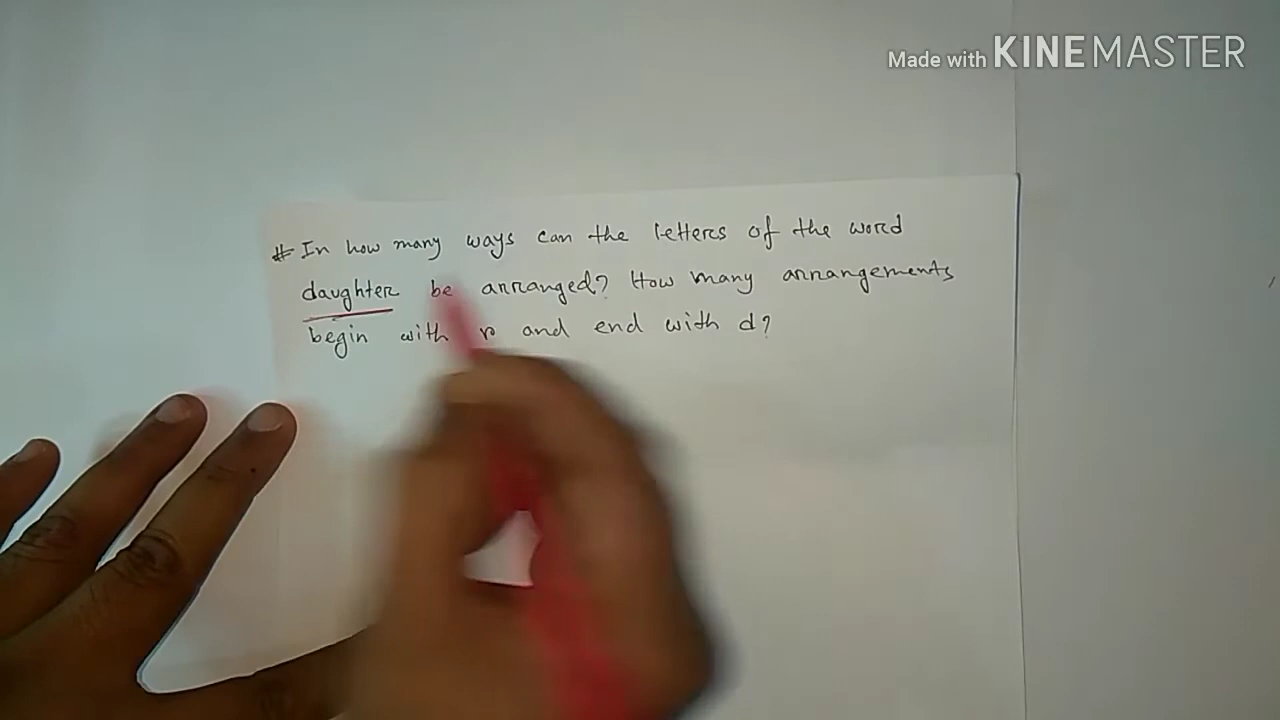 Made with KINEMASTER
# In how many ways can the letters of the word
daughter be arranged? How many arrangements
begin with r and end with d?